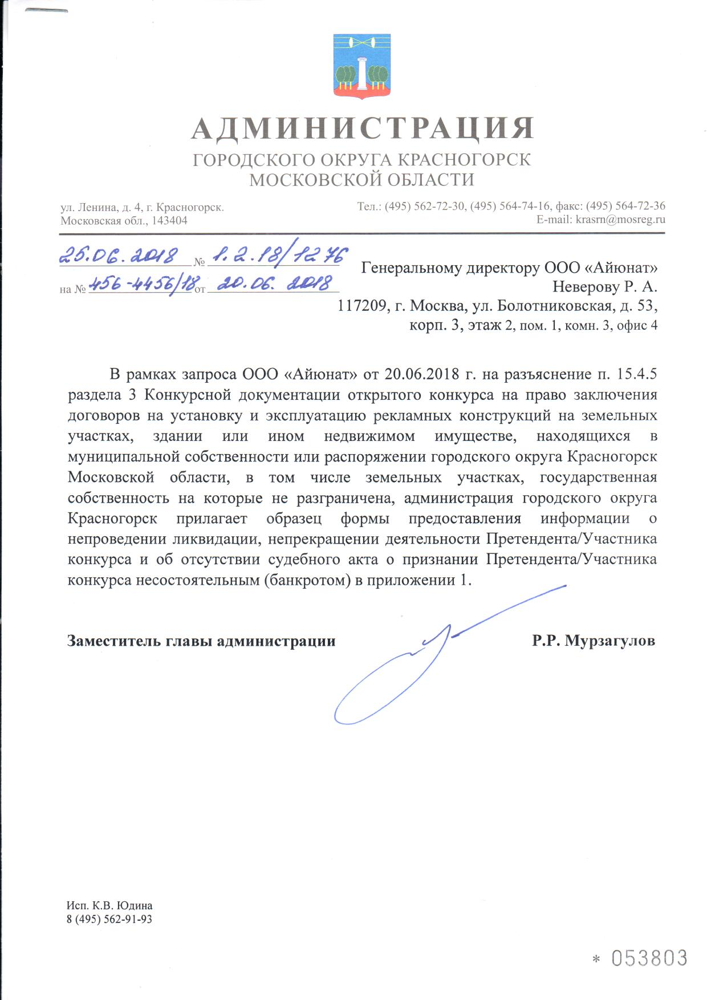 АДМИНИСТРАЦИЯ
ГОРОДСКОГО ОКРУГА КРАСНОГОРСК
МОСКОВСКОЙ ОБЛАСТИ
ул. Ленина, д. 4, г. Красногорск.
Московская обл., 143404
Тел.: (495) 562-72-30, (495) 564-74-16, факс: (495) 564-72-36
E-mail: krasrn@mosreg.ru
25.06.2018 № 1.2.18/1276
на № 456-4456/18 от 20.06. 2018
Генеральному директору ООО «Айюнат»
Неверову Р. А.
117209, г. Москва, ул. Болотниковская, д. 53,
корп. 3, этаж 2, пом. 1, комн. 3, офис 4
В рамках запроса ООО «Айюнат» от 20.06.2018 г. на разъяснение п. 15.4.5
раздела 3 Конкурсной документации открытого конкурса на право заключения
договоров на установку и эксплуатацию рекламных конструкций на земельных
участках, здании или ином недвижимом имуществе, находящихся в
муниципальной собственности или распоряжении городского округа Красногорск
Московской области, в том числе земельных участках, государственная
собственность на которые не разграничена, администрация городского округа
Красногорск прилагает образец формы предоставления информации о
непроведении ликвидации, непрекращении деятельности Претендента/Участника
конкурса и об отсутствии судебного акта о признании Претендента/Участника
конкурса несостоятельным (банкротом) в приложении 1.
Заместитель главы администрации Р.Р. Мурзагулов
Исп. К.В. Юдина
8 (495) 562-91-93
* 053803